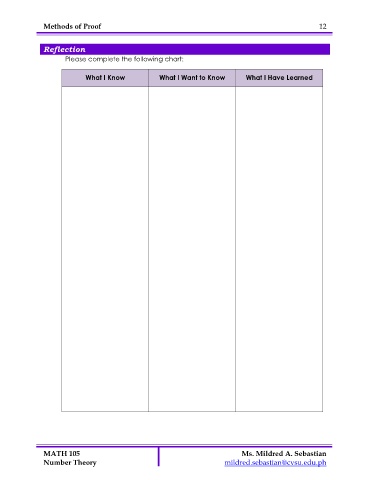 Methods of Proof 12
Reflection
Please complete the following chart:
What I Know What I Want to Know What I Have Learned
MATH 105 Ms. Mildred A. Sebastian
Number Theory mildred.sebastian@cvsu.edu.ph